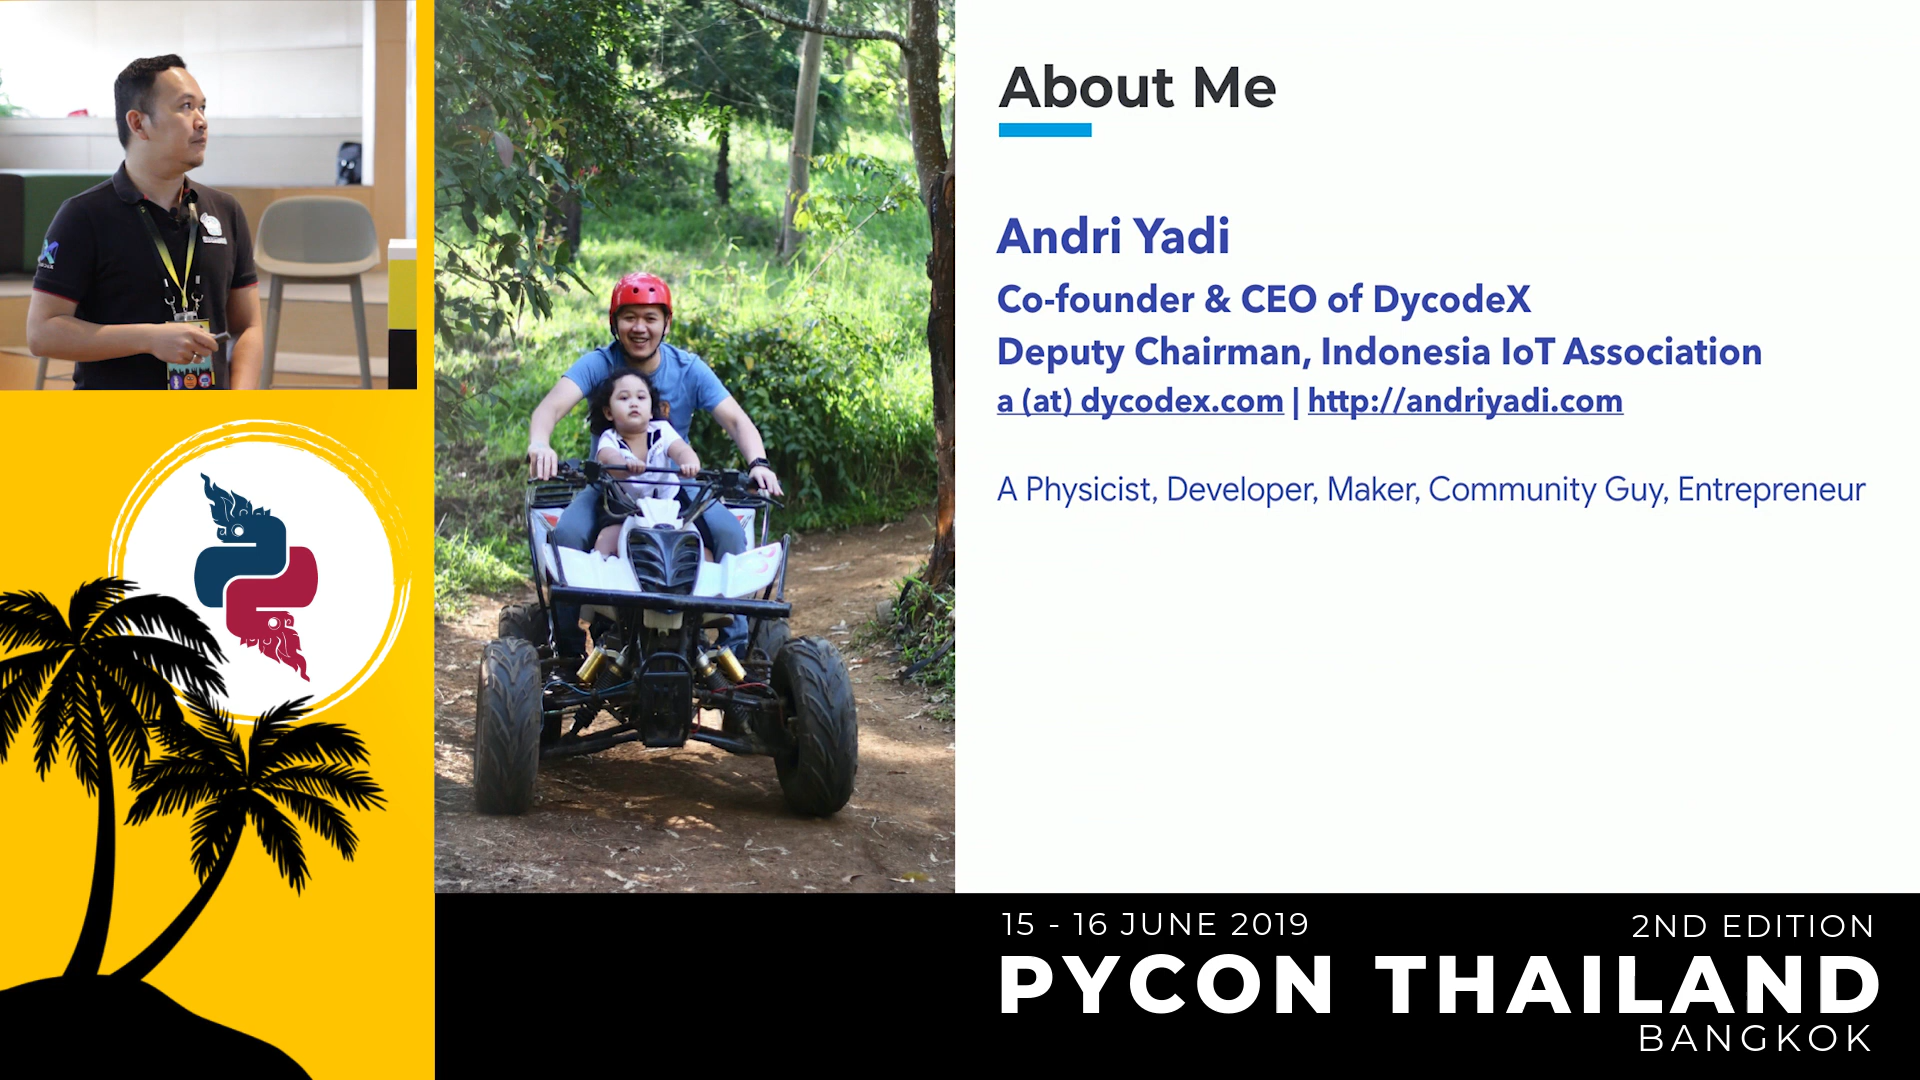 About Me
Andri Yadi
Co-founder & CEO of DycodeX
Deputy Chairman, Indonesia IoT Association
a (at) dycodex.com | http://andriyadi.com
A Physicist, Developer, Maker, Community Guy, Entrepreneur
15 - 16 JUNE 2019
2ND EDITION
PYCON THAILAND
BANGKOK